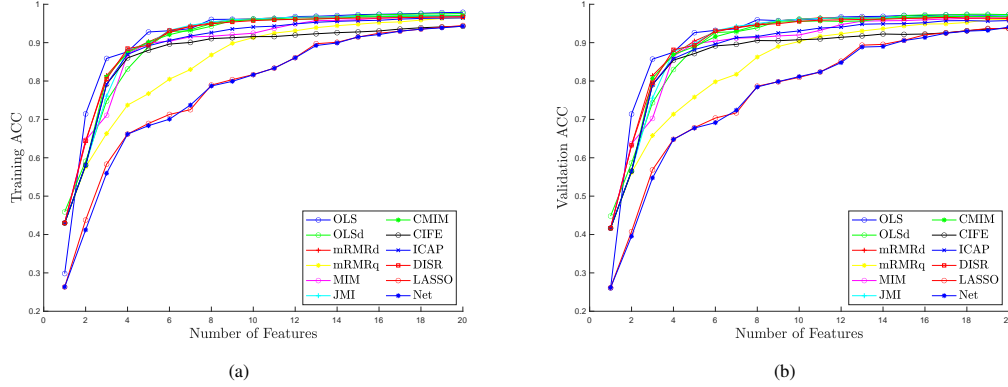 Training ACC
1
0.9
0.8
0.7
0.6
0.5
0.4
0.3
0.2
0 2 4 6 8 10 12 14 16 18 20
Number of Features
OLS CMIM
OLSd CIFE
mRMRd ICAP
mRMRq DISR
MIM LASSO
JMI Net
(a)
Validation ACC
1
0.9
0.8
0.7
0.6
0.5
0.4
0.3
0.2
0 2 4 6 8 10 12 14 16 18
Number of Features
OLS CMIM
OLSd CIFE
mRMRd ICAP
mRMRq DISR
MIM LASSO
JMI Net
(b)